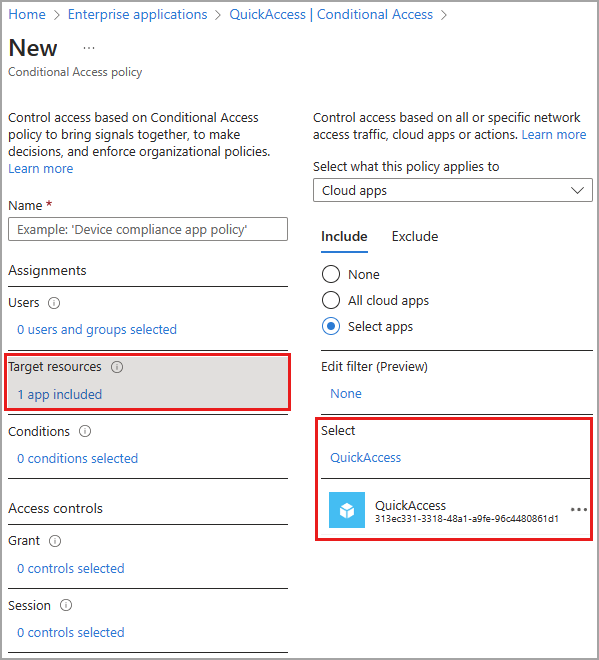 Home > Enterprise applications > QuickAccess | Conditional Access >
New ...
Conditional Access policy
Control access based on Conditional Access
policy to bring signals together, to make
decisions, and enforce organizational policies.
Learn more
Name *
Example: 'Device compliance app policy'
Assignments
Users
0 users and groups selected
Target resources
1 app included
Conditions
0 conditions selected
Access controls
Grant
0 controls selected
Session
0 controls selected
Control access based on all or specific network
access traffic, cloud apps or actions. Learn more
Select what this policy applies to
Cloud apps
Include Exclude
None
All cloud apps
Select apps
Edit filter (Preview)
None
Select
QuickAccess
QuickAccess
313ec331-3318-48a1-a9fe-96c4480861d1